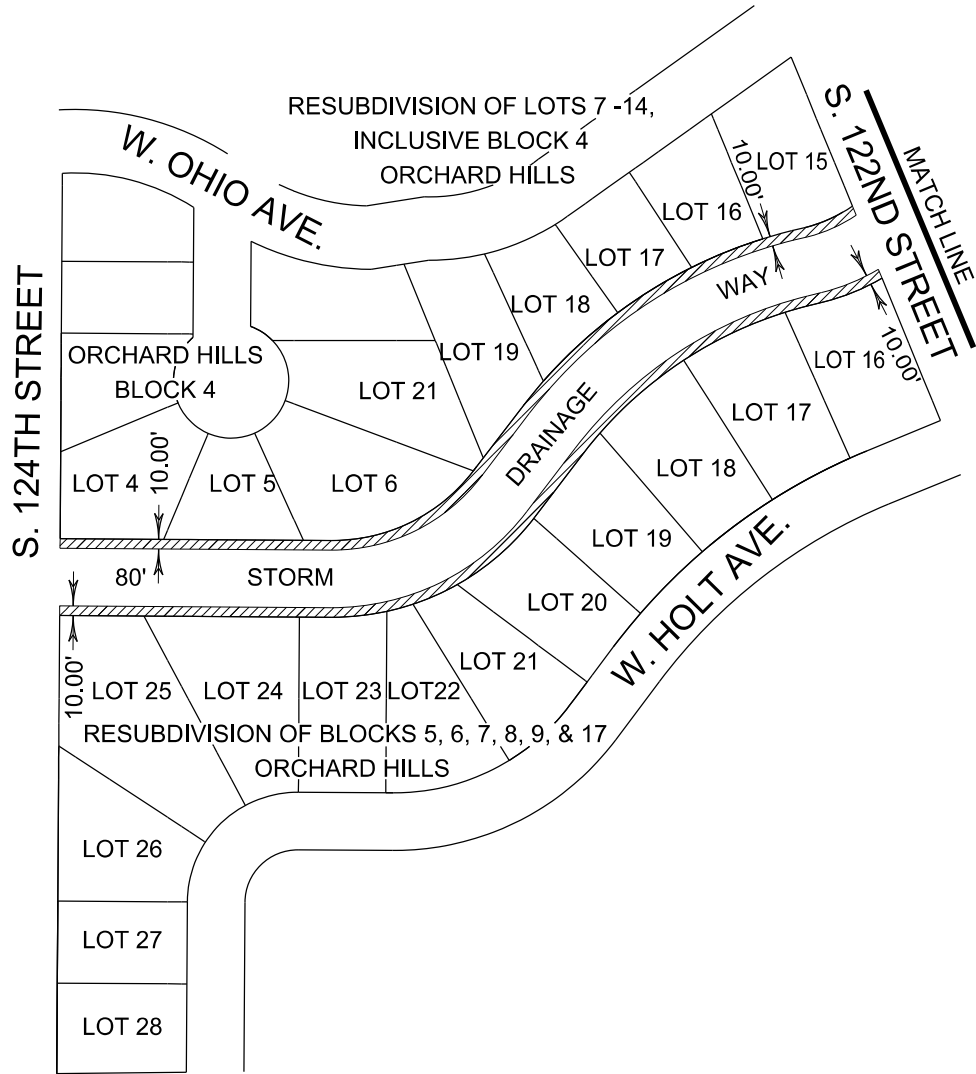 RESUBDIVISION OF LOTS 7 -14,
INCLUSIVE BLOCK 4
ORCHARD HILLS
W. OHIO AVE.
S. 122ND STREET
MATCH LINE
LOT 15
10.00'
LOT 16
LOT 17
LOT 18
LOT 19
LOT 21
WAY
10.00'
S. 124TH STREET
ORCHARD HILLS
BLOCK 4
LOT 4
10.00'
LOT 5
LOT 6
DRAINAGE
80'
STORM
LOT 16
LOT 17
LOT 18
LOT 19
LOT 20
LOT 21
LOT22
LOT 23
LOT 24
LOT 25
10.00'
W. HOLT AVE.
RESUBDIVISION OF BLOCKS 5, 6, 7, 8, 9, & 17
ORCHARD HILLS
LOT 26
LOT 27
LOT 28